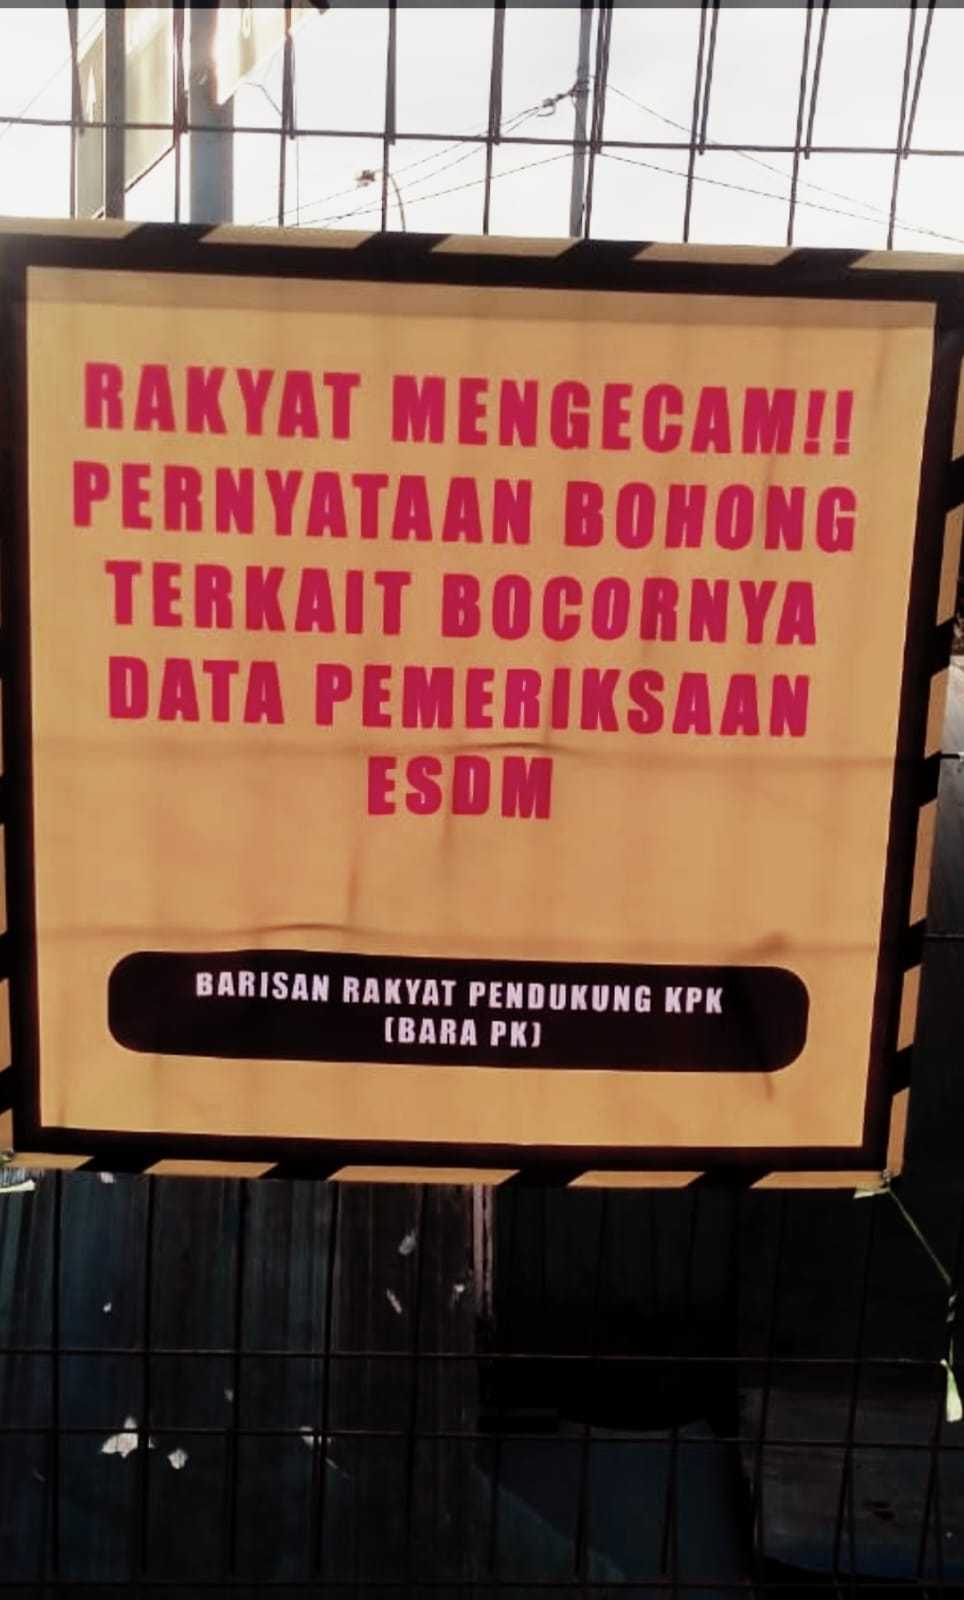 RAKYAT MENGECAM!!
PERNYATAAN BOHONG
TERKAIT BOCORNYA
DATA PEMERIKSAAN
ESDM
BARISAN RAKYAT PENDUKUNG KPK
(BARA PK)